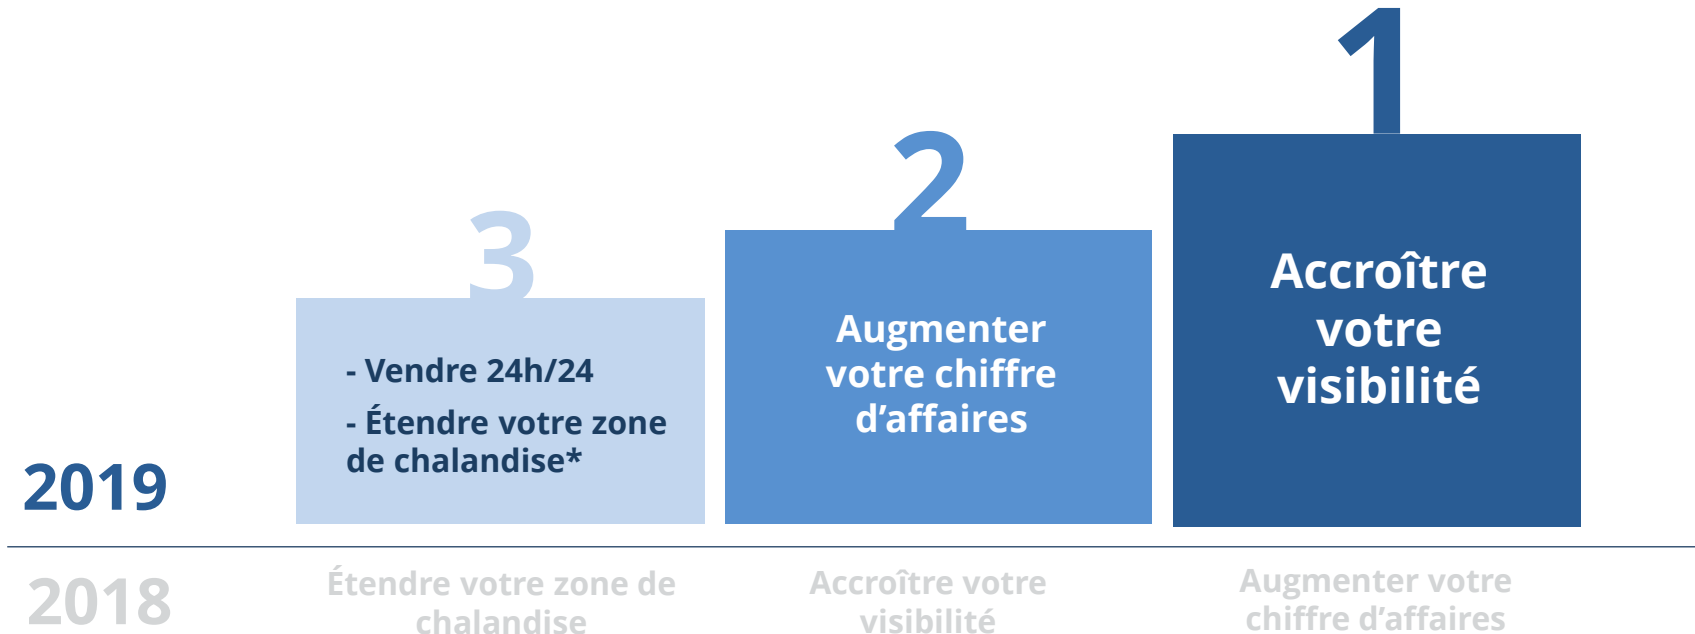 1
2
3
Accroître
votre
visibilité
Augmenter
votre chiffre
d’affaires
- Vendre 24h/24
- Étendre votre zone
de chalandise*
2019
2018
Étendre votre zone de
chalandise
Accroître votre
visibilité
Augmenter votre
chiffre d’affaires